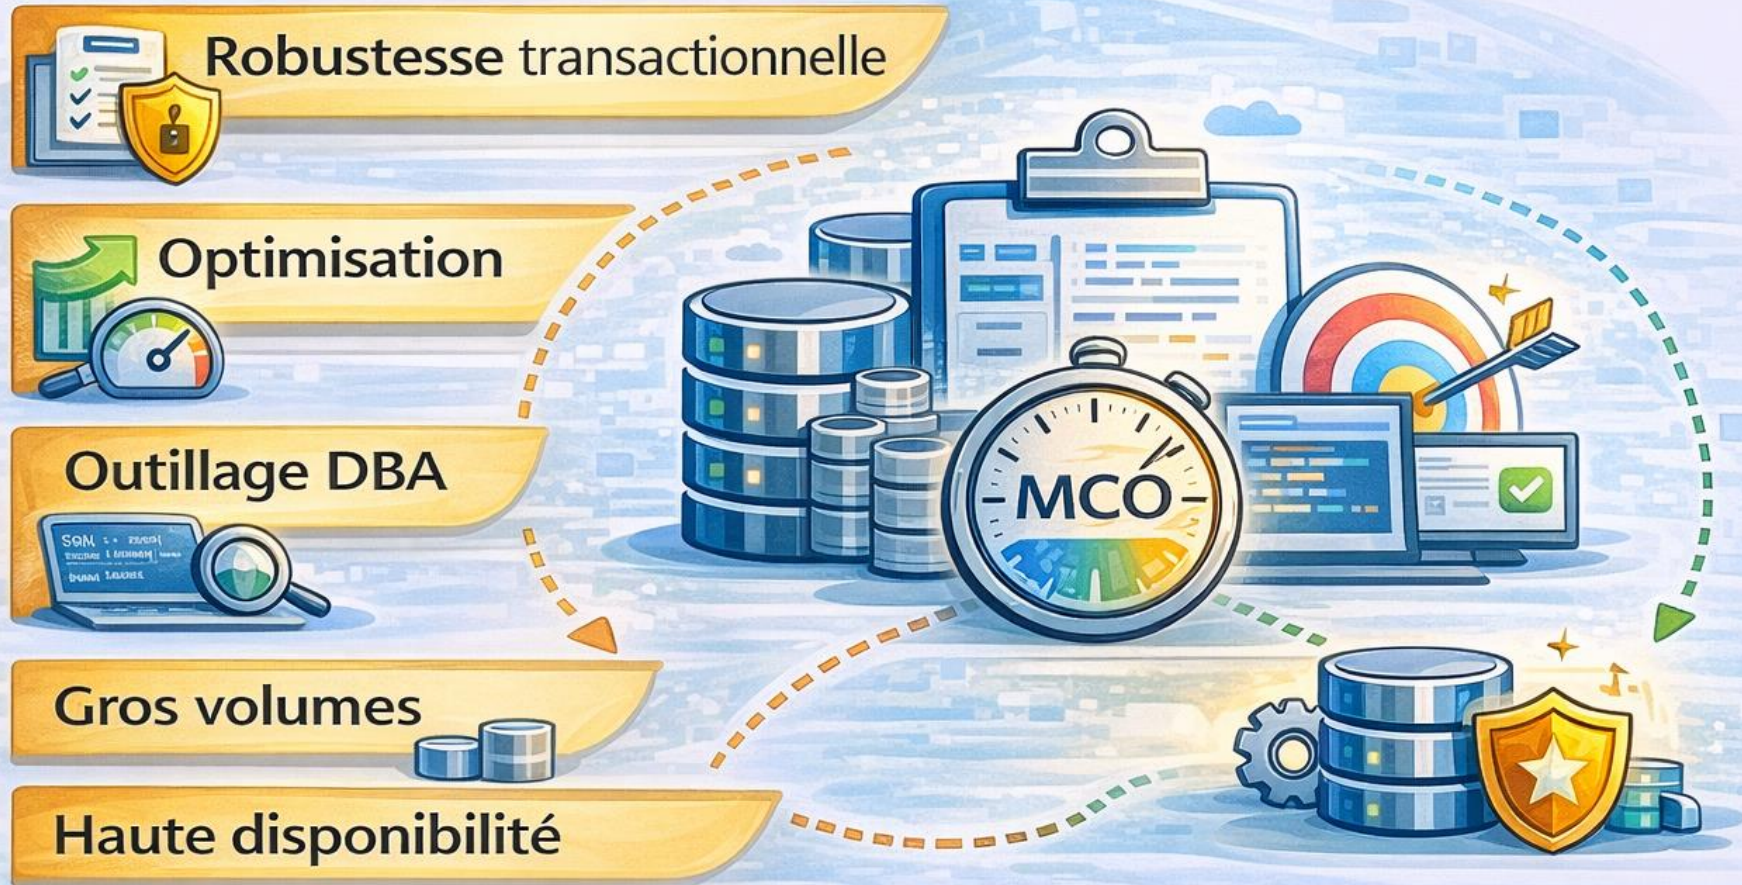 Robustesse transactionnelle
Optimisation
Outillage DBA
Gros volumes
Haute disponibilité
MCO